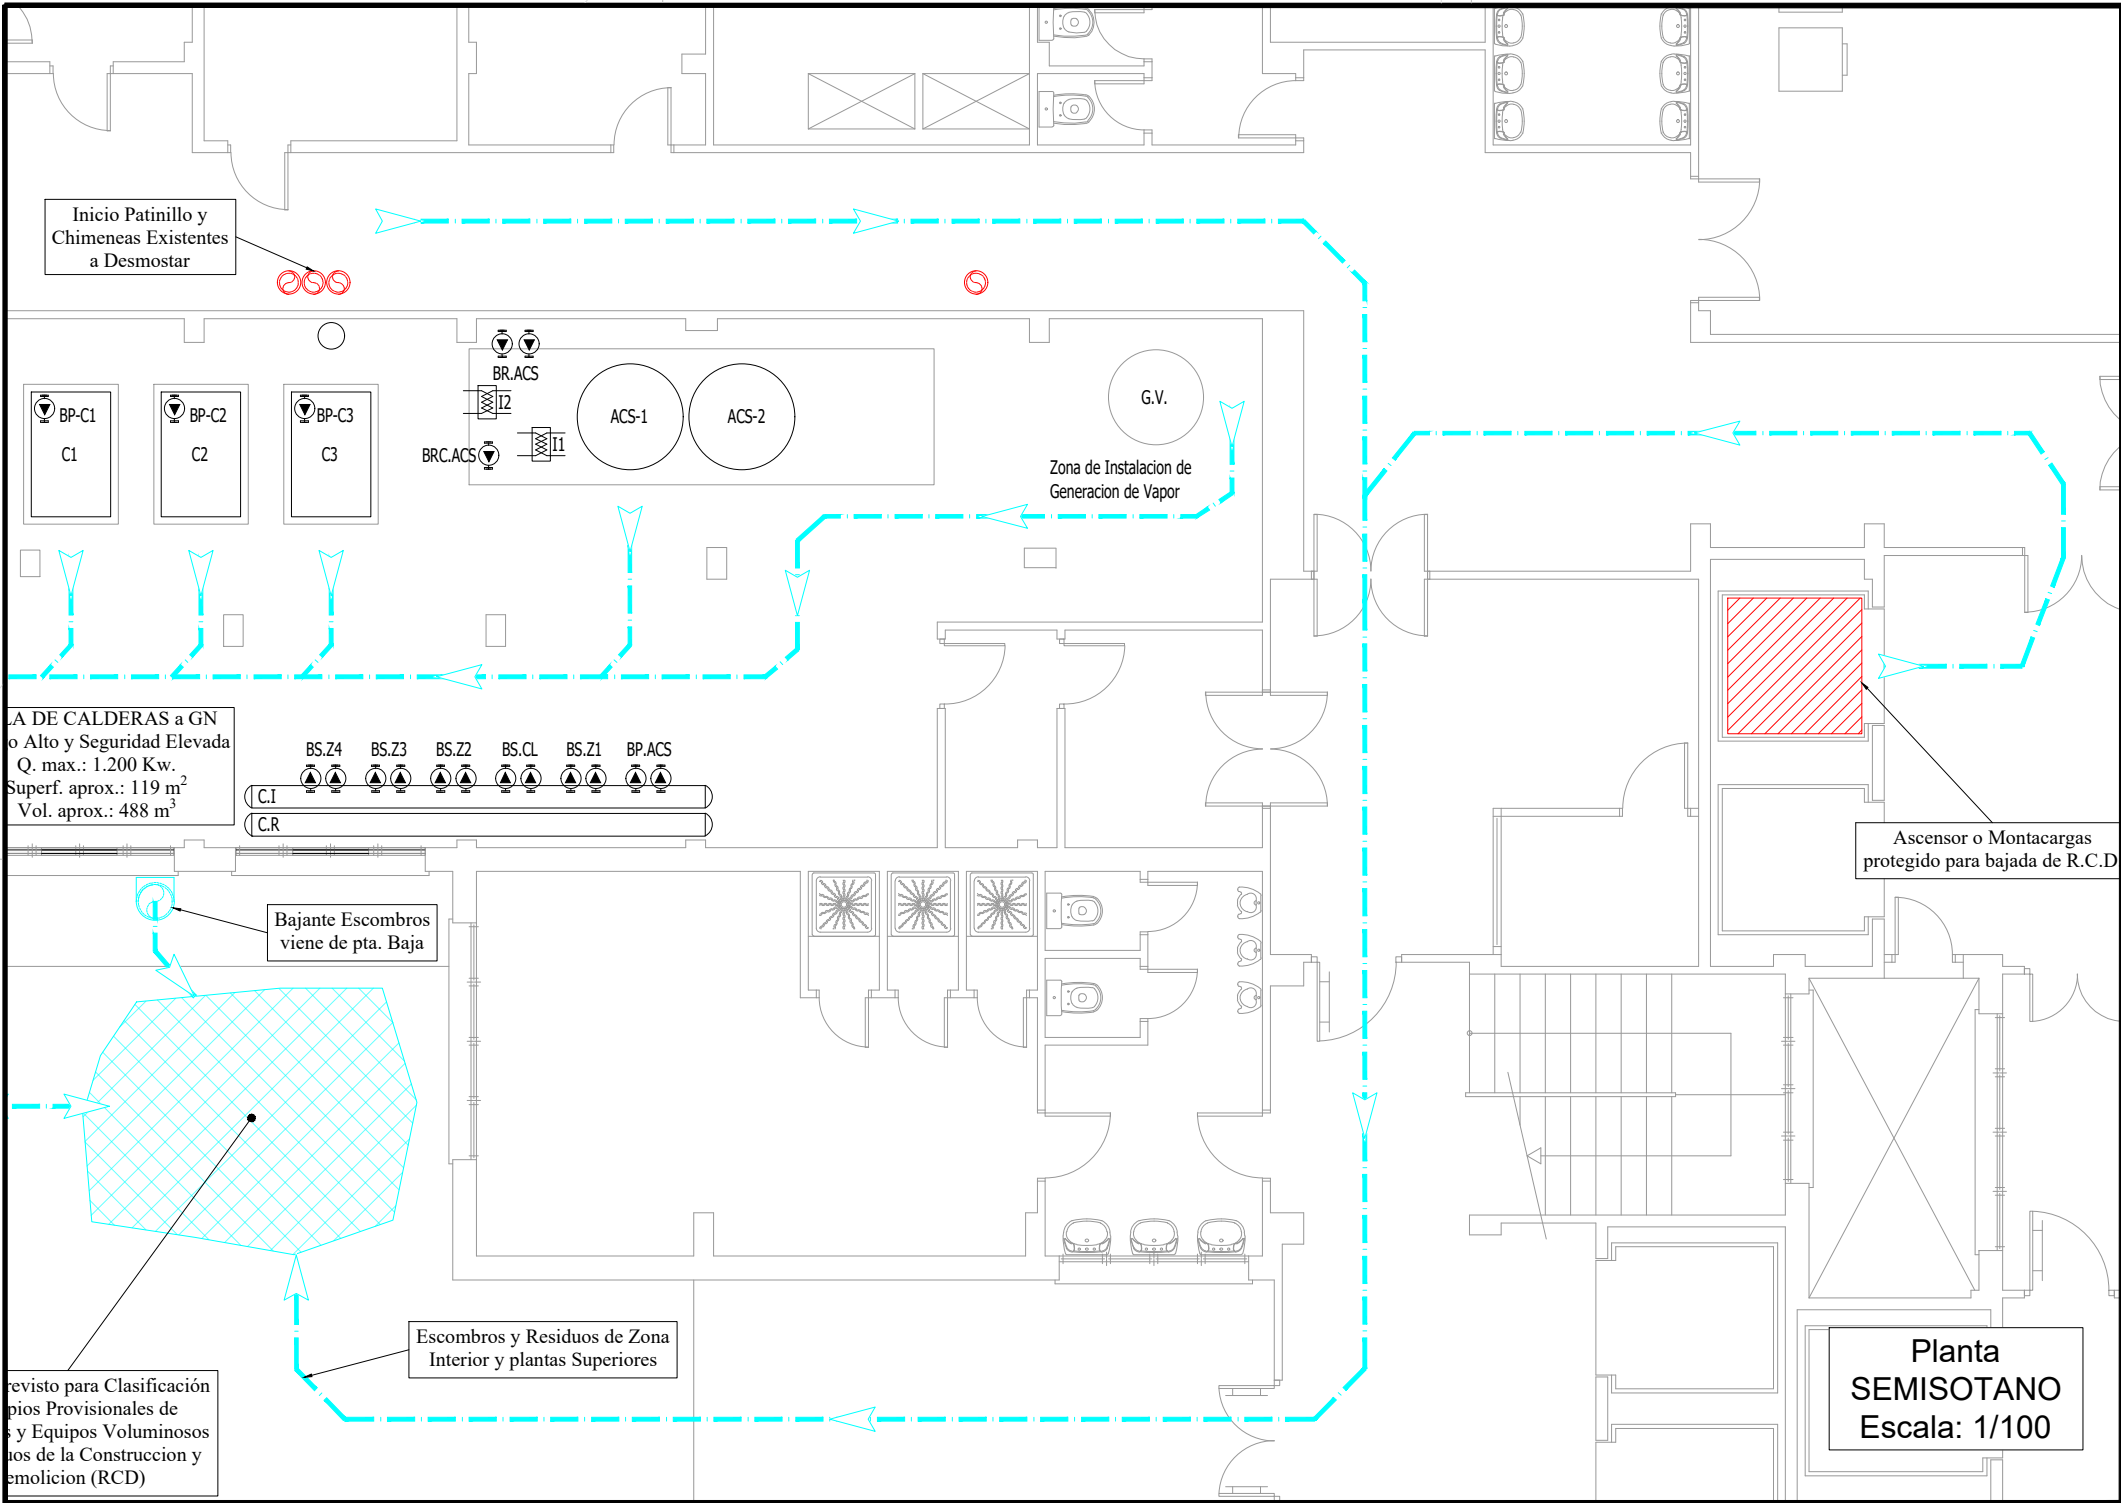 Inicio Patinillo y
Chimeneas Existentes
a Desmostar
BR.ACS
I2
BRC.ACS
I1
ACS-1
ACS-2
G.V.
Zona de Instalacion de
Generacion de Vapor
BP-C1
C1
BP-C2
C2
BP-C3
C3
LA DE CALDERAS a GN
o Alto y Seguridad Elevada
Q. max.: 1.200 Kw.
Superf. aprox.: 119 m²
Vol. aprox.: 488 m³
BS.Z4
BS.Z3
BS.Z2
BS.CL
BS.Z1
BP.ACS
C.I
C.R
Ascensor o Montacargas
protegido para bajada de R.C.D
Bajante Escombros
viene de pta. Baja
Escombros y Residuos de Zona
Interior y plantas Superiores
revisto para Clasificación
pios Provisionales de
s y Equipos Voluminosos
uos de la Construccion y
emolicion (RCD)
Planta
SEMISOTANO
Escala: 1/100